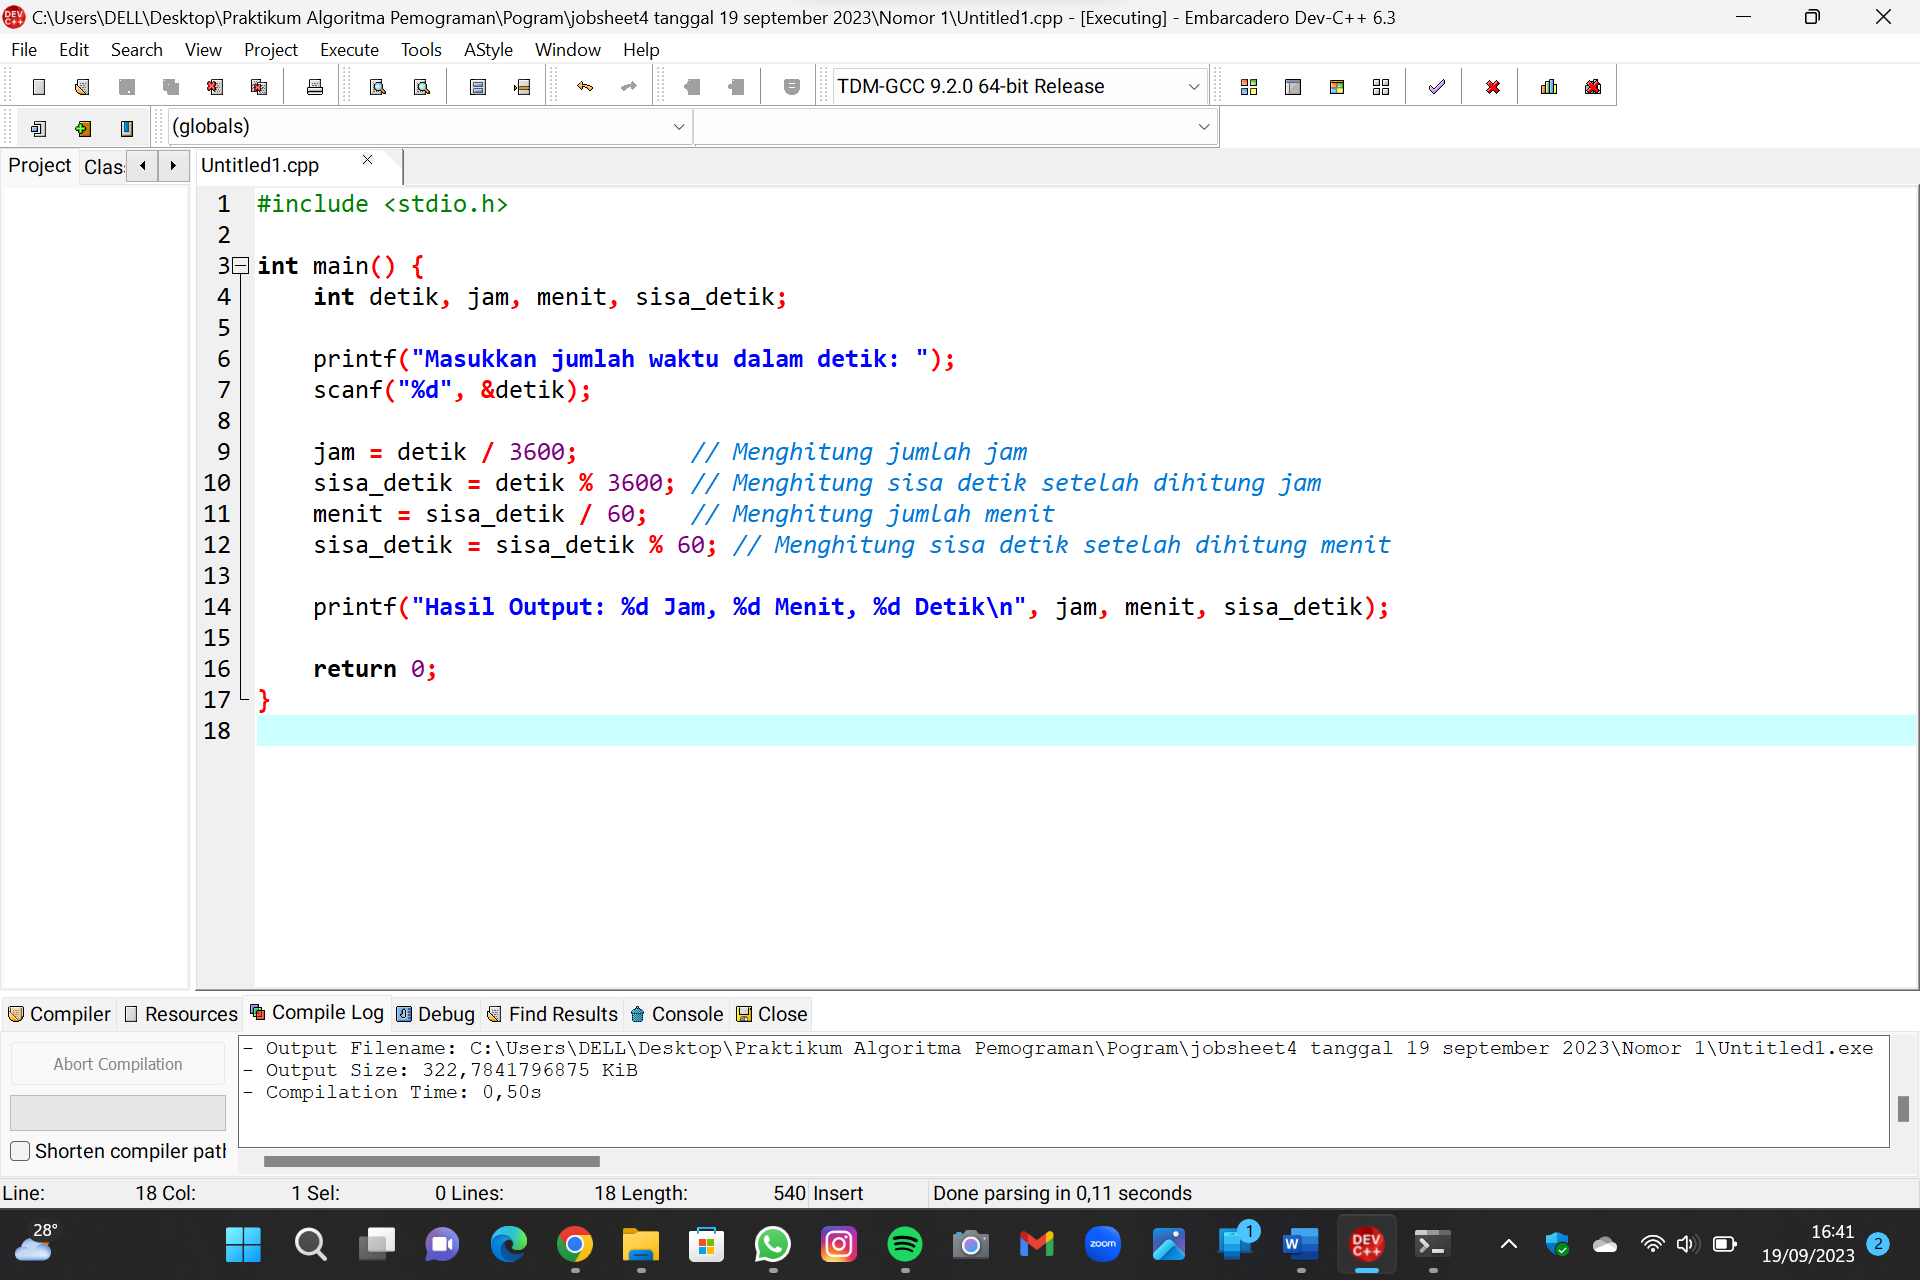 C:\Users\DELL\Desktop\Praktikum Algoritma Pemograman\Pogram\jobsheet4 tanggal 19 september 2023\Nomor 1\Untitled1.cpp - [Executing] - Embarcadero Dev-C++ 6.3
File Edit Search View Project Execute Tools AStyle Window Help
TDM-GCC 9.2.0 64-bit Release
(globals)
Project Clas Untitled1.cpp
1 #include <stdio.h>
2
3 int main() {
4     int detik, jam, menit, sisa_detik;
5
6     printf("Masukkan jumlah waktu dalam detik: ");
7     scanf("%d", &detik);
8
9     jam = detik / 3600;        // Menghitung jumlah jam
10     sisa_detik = detik % 3600; // Menghitung sisa detik setelah dihitung jam
11     menit = sisa_detik / 60;   // Menghitung jumlah menit
12     sisa_detik = sisa_detik % 60; // Menghitung sisa detik setelah dihitung menit
13
14     printf("Hasil Output: %d Jam, %d Menit, %d Detik\n", jam, menit, sisa_detik);
15
16     return 0;
17 }
18
Compiler Resources Compile Log Debug Find Results Console Close
Abort Compilation
Shorten compiler path
- Output Filename: C:\Users\DELL\Desktop\Praktikum Algoritma Pemograman\Pogram\jobsheet4 tanggal 19 september 2023\Nomor 1\Untitled1.exe
- Output Size: 322,7841796875 KiB
- Compilation Time: 0,50s
Line: 18 Col: 1 Sel: 0 Lines: 18 Length: 540 Insert Done parsing in 0,11 seconds
28°
zoom
1
W
DEV C++
16:41
19/09/2023
2